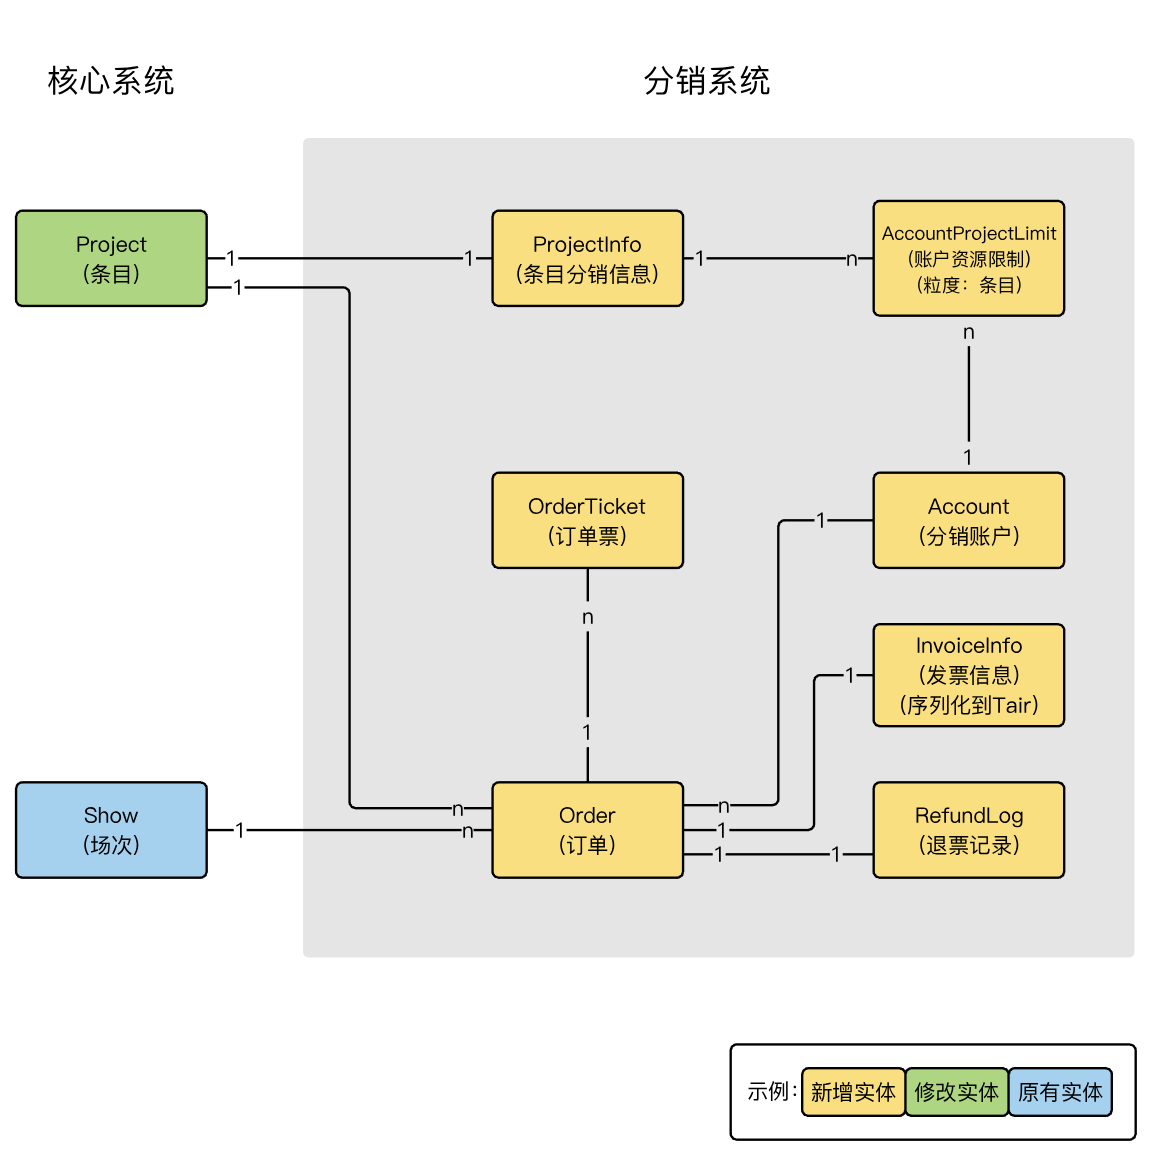 核心系统
分销系统
Project
(条目)
1
1
ProjectInfo
(条目分销信息)
1
n
AccountProjectLimit
(账户资源限制)
(粒度：条目)
1
n
1
OrderTicket
(订单票)
Account
(分销账户)
1
n
1
InvoiceInfo
(发票信息)
(序列化到Tair)
1
Show
(场次)
1
n
n
Order
(订单)
n
1
1
1
RefundLog
(退票记录)
示例：
新增实体
修改实体
原有实体